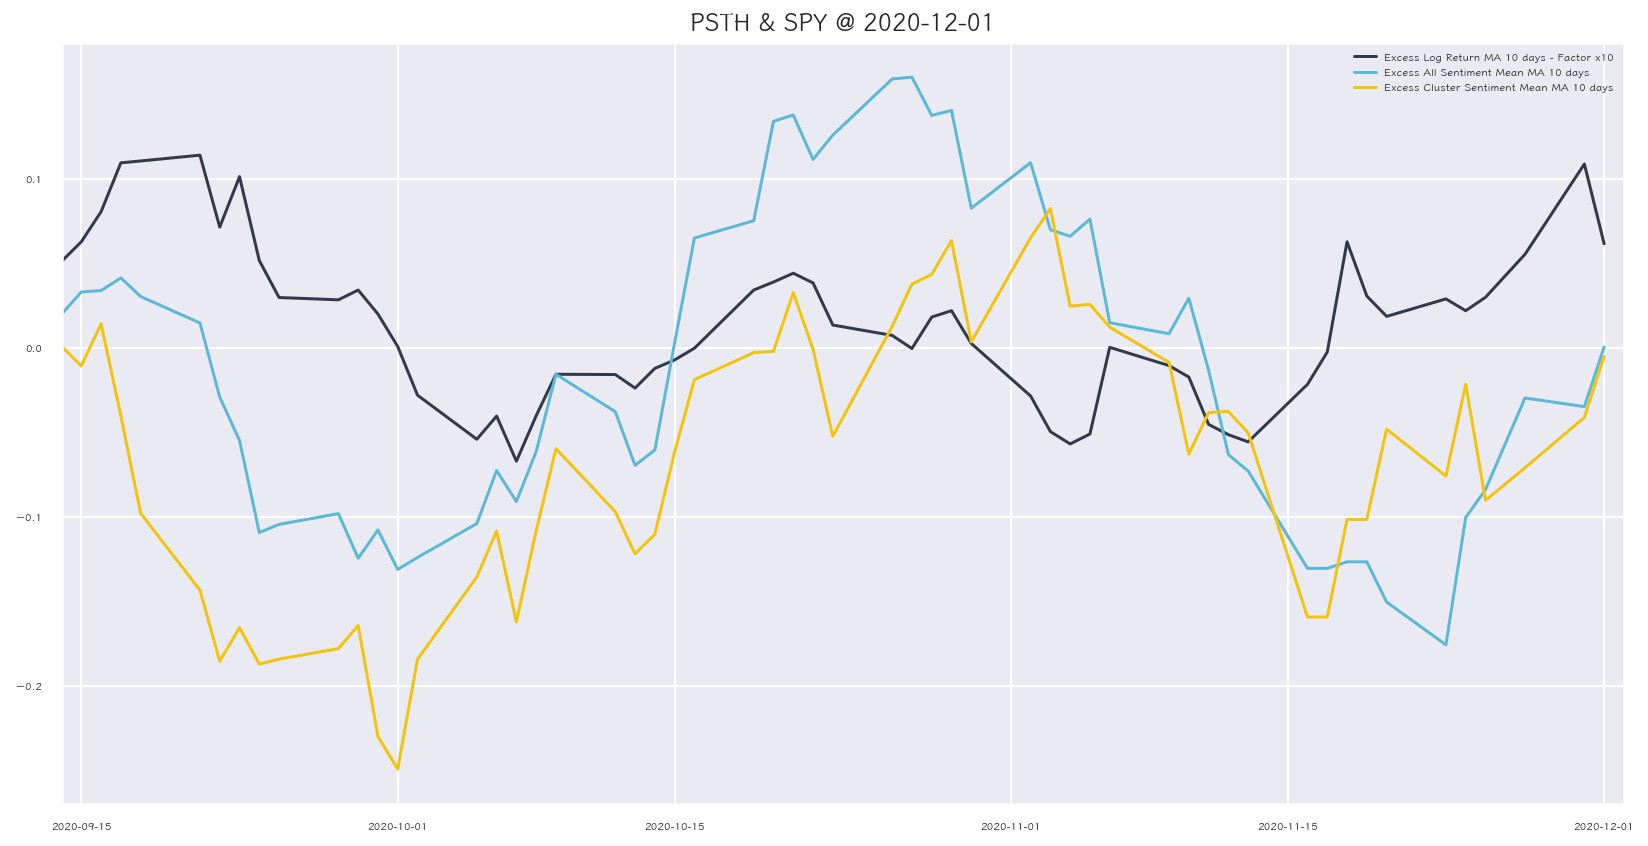 PSTH & SPY @ 2020-12-01
Excess Log Return MA 10 days - Factor x10
Excess All Sentiment Mean MA 10 days
Excess Cluster Sentiment Mean MA 10 days
0.1
0.0
−0.1
−0.2
2020-09-15
2020-10-01
2020-10-15
2020-11-01
2020-11-15
2020-12-01